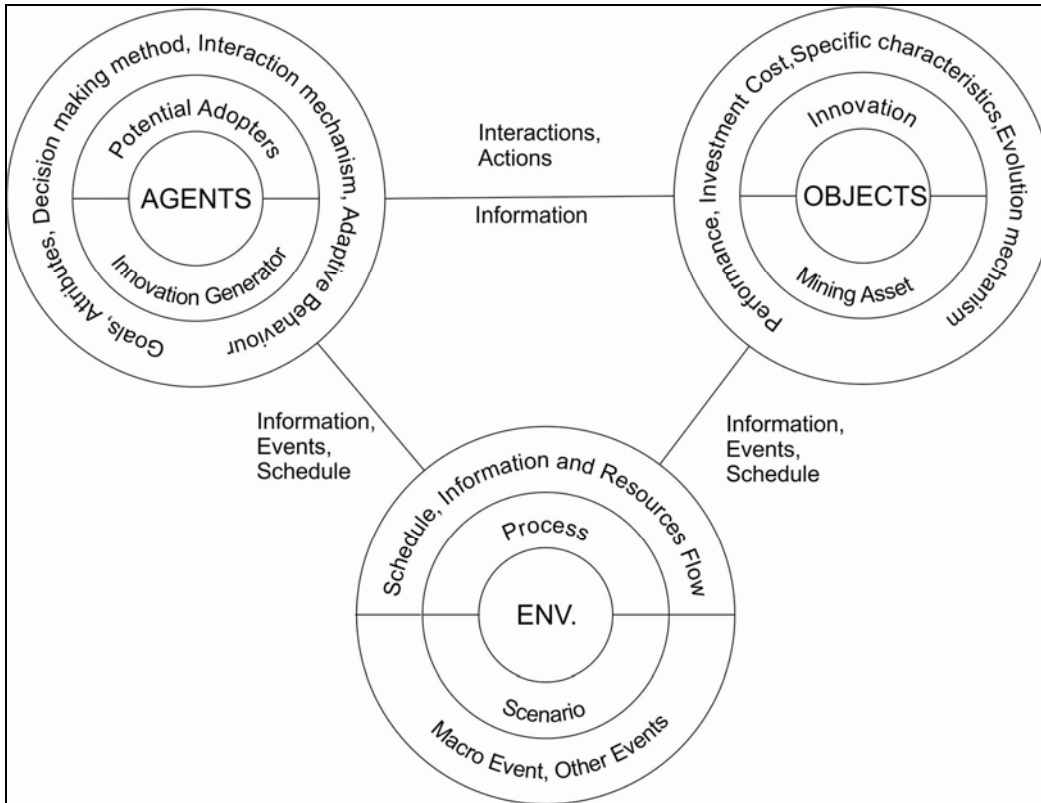 Goals, Attributes, Decision making method, Interaction mechanism, Adaptive Behaviour
Potential Adopters
AGENTS
Innovation Generator
Interactions,
Actions
Information
Performance, Investment Cost,Specific characteristics,Evolution mechanism
Innovation
OBJECTS
Mining Asset
Information,
Events,
Schedule
Information,
Events,
Schedule
Schedule, Information and Resources Flow
Process
ENV.
Scenario
Macro Event, Other Events